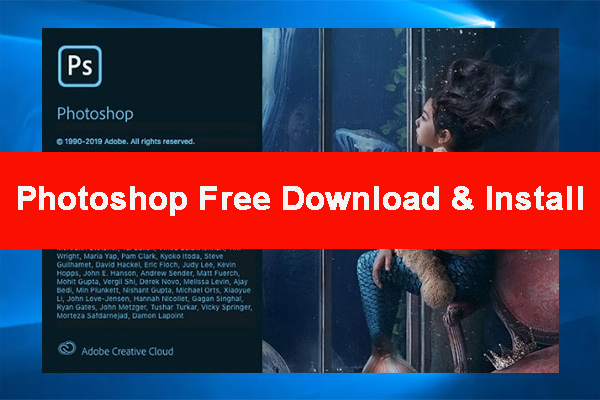 Ps
Photoshop
© 1990-2019 Adobe. All rights reserved.
Photoshop Free Download & Install
Wright, Maria Yap, Pam Clark, Kyoko Itoda, Steve
Guilhamet, David Hackel, Eric Floch, Judy Lee, Kevin
Hopps, John E. Hanson, Andrew Sender, Matt Fuerch,
Mohit Gupta, Vergil Shi, Derek Novo, Melissa Levin, Ajay
Bedi, Min Plunkett, Nishant Gupta, Michael Orts, Xiaoyue
Li, John Love-Jensen, Hannah Nicollet, Gagan Singhal,
Ryan Gates, John Metzger, Tushar Turkar, Vicky Springer,
Morteza Safdarnejad, Damon Lapoint
Adobe Creative Cloud